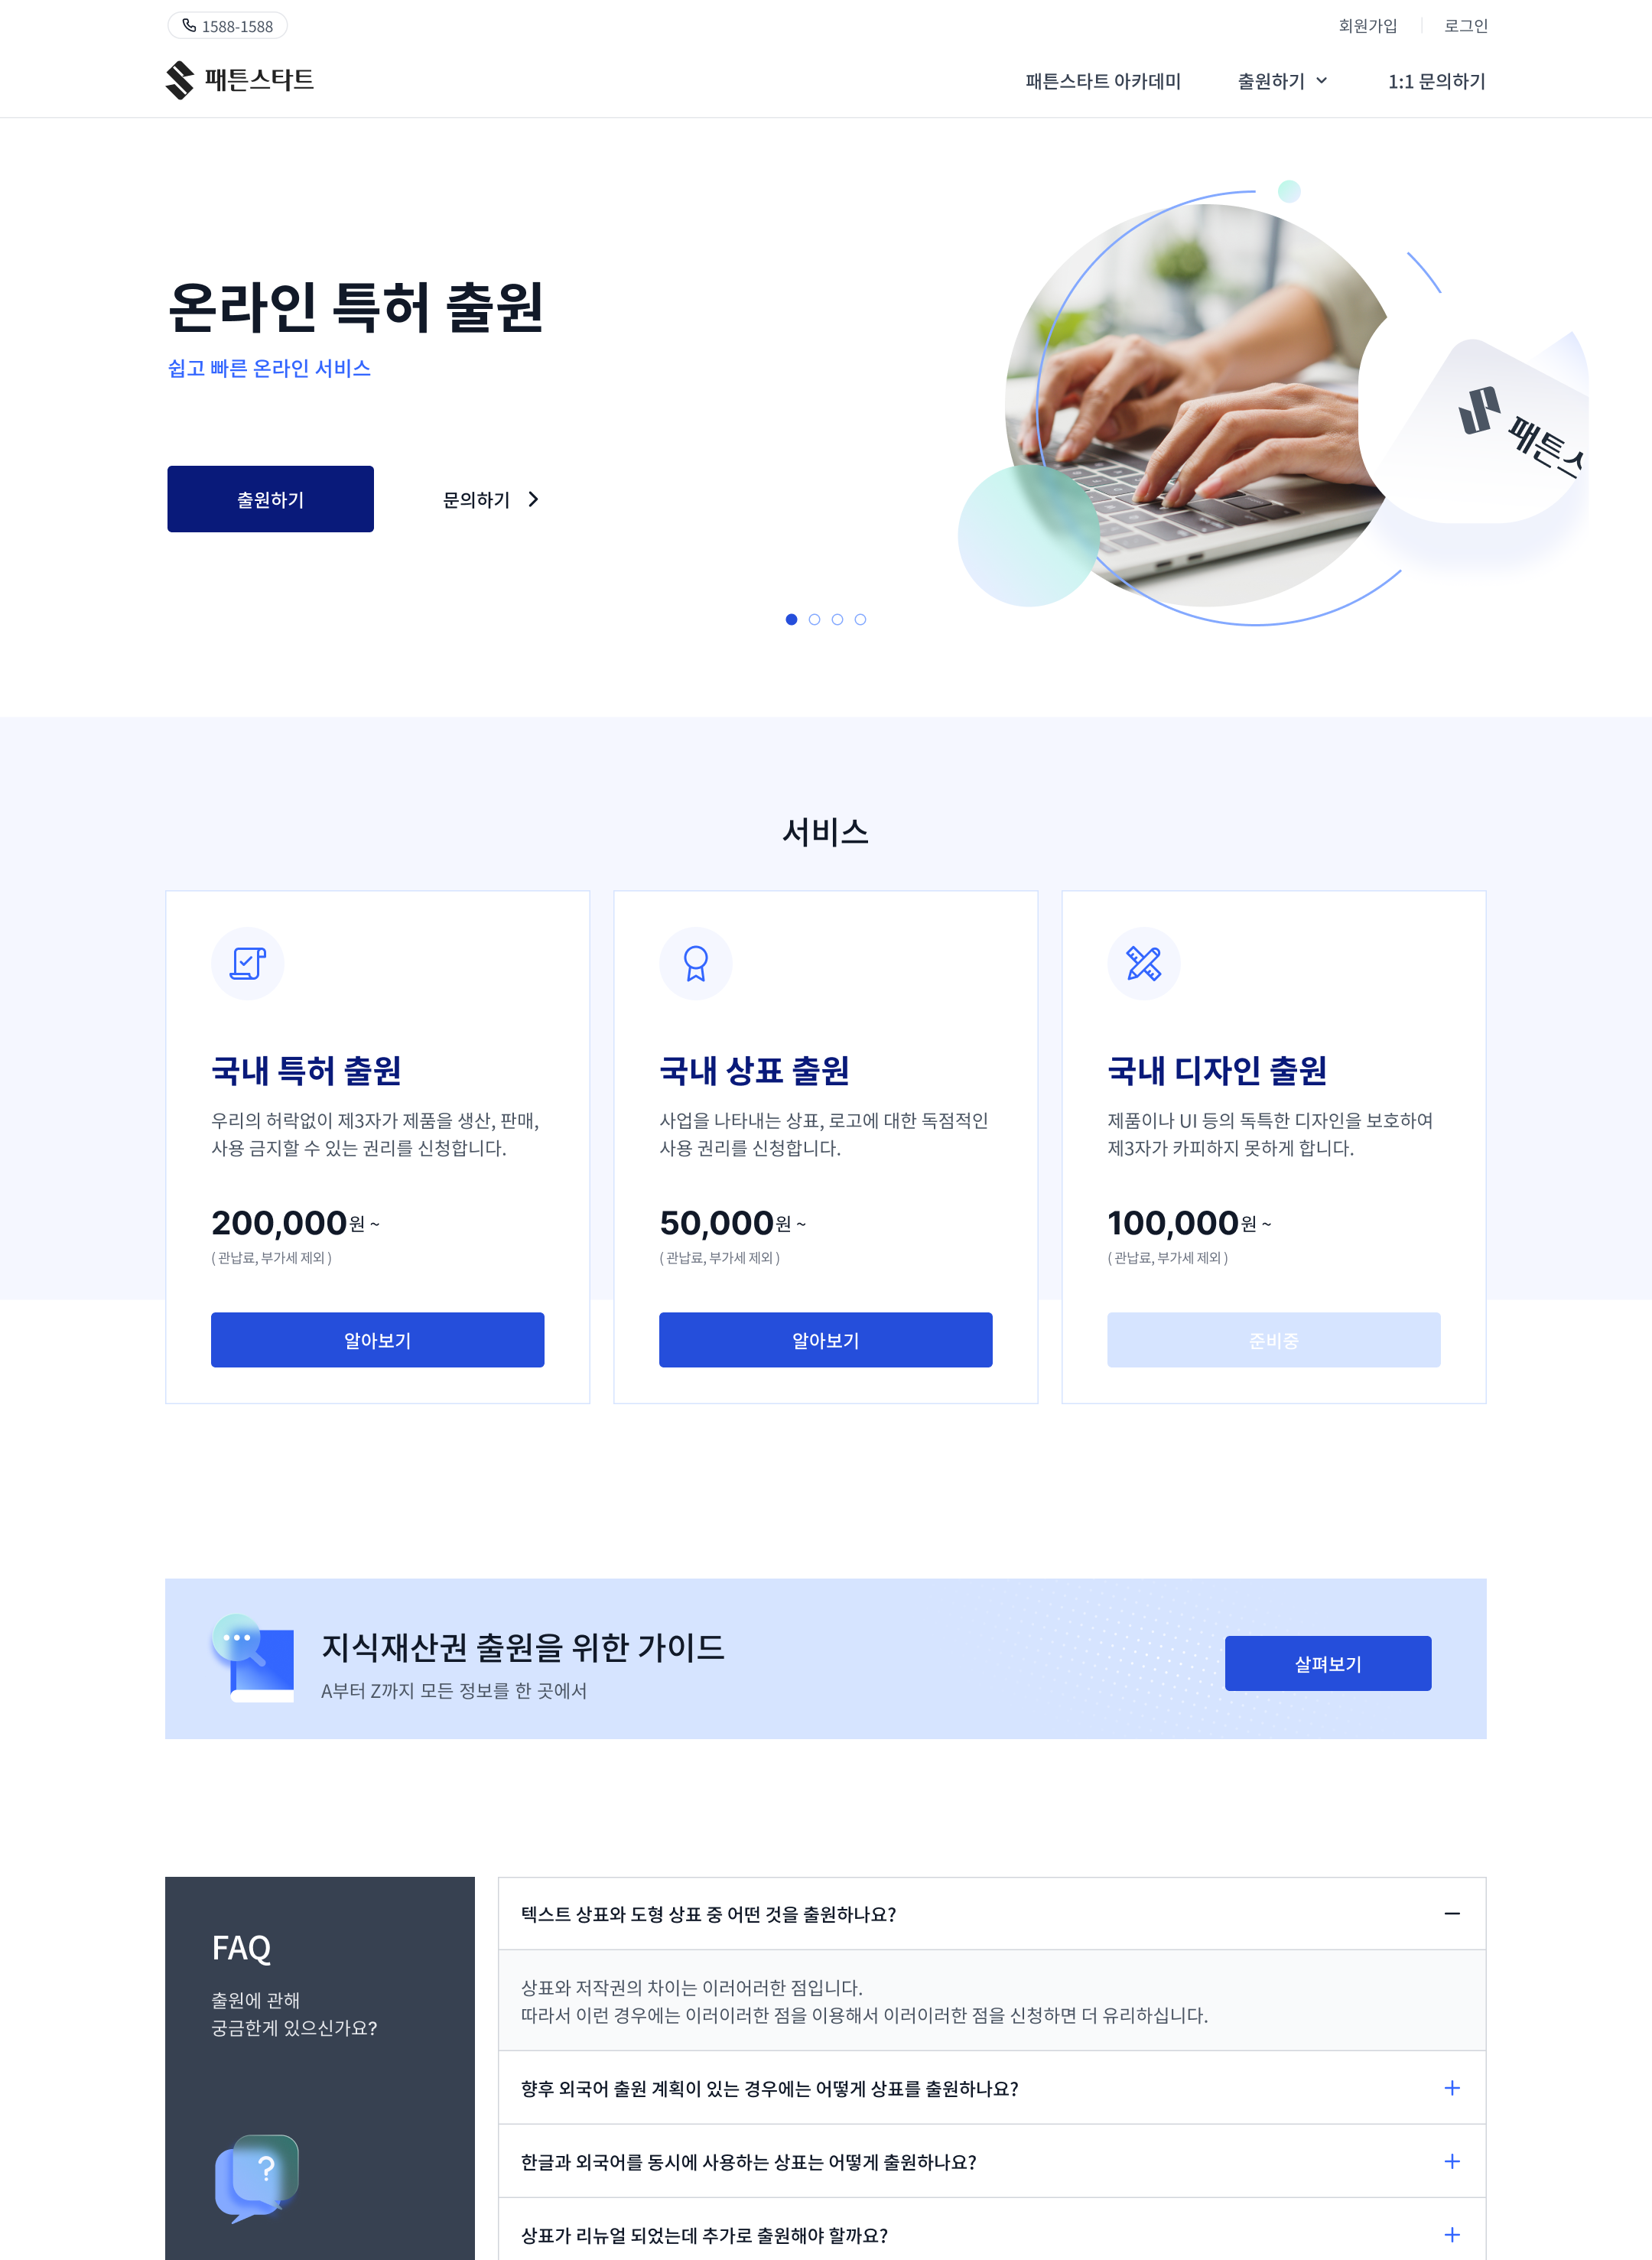 1588-1588
회원가입
로그인
패튼스타트
패튼스타트 아카데미
출원하기
1:1 문의하기
온라인 특허 출원
쉽고 빠른 온라인 서비스
패튼스
출원하기
문의하기
서비스
국내 특허 출원
우리의 허락없이 제3자가 제품을 생산, 판매,
사용 금지할 수 있는 권리를 신청합니다.
200,000원 ~
( 관납료, 부가세 제외 )
알아보기
국내 상표 출원
사업을 나타내는 상표, 로고에 대한 독점적인
사용 권리를 신청합니다.
50,000원 ~
( 관납료, 부가세 제외 )
알아보기
국내 디자인 출원
제품이나 UI 등의 독특한 디자인을 보호하여
제3자가 카피하지 못하게 합니다.
100,000원 ~
( 관납료, 부가세 제외 )
준비중
지식재산권 출원을 위한 가이드
A부터 Z까지 모든 정보를 한 곳에서
살펴보기
FAQ
출원에 관해
궁금한게 있으신가요?
텍스트 상표와 도형 상표 중 어떤 것을 출원하나요?
상표와 저작권의 차이는 이러어러한 점입니다.
따라서 이런 경우에는 이러이러한 점을 이용해서 이러이러한 점을 신청하면 더 유리하십니다.
향후 외국어 출원 계획이 있는 경우에는 어떻게 상표를 출원하나요?
한글과 외국어를 동시에 사용하는 상표는 어떻게 출원하나요?
상표가 리뉴얼 되었는데 추가로 출원해야 할까요?